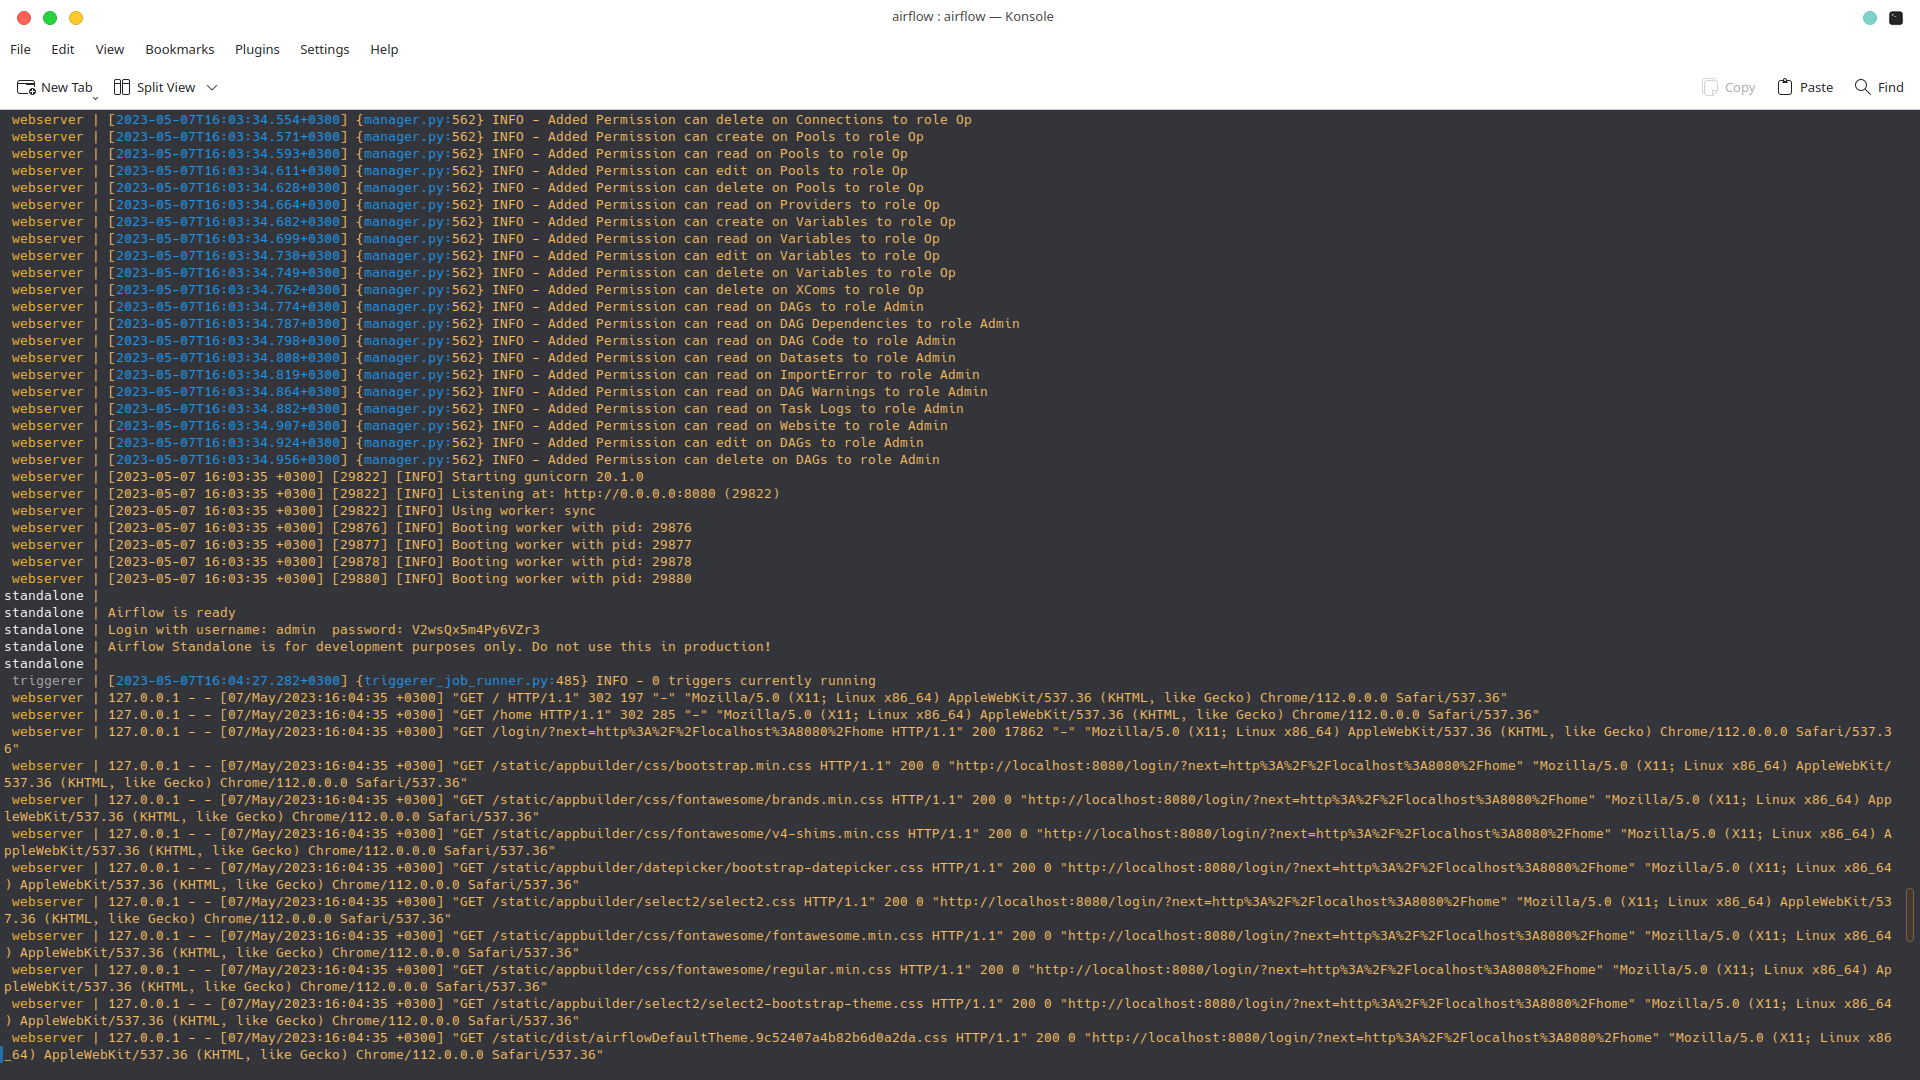 airflow : airflow — Konsole
File Edit View Bookmarks Plugins Settings Help
New Tab Split View Copy Paste Find
webserver | [2023-05-07T16:03:34.554+0300] {manager.py:562} INFO - Added Permission can delete on Connections to role Op
webserver | [2023-05-07T16:03:34.571+0300] {manager.py:562} INFO - Added Permission can create on Pools to role Op
webserver | [2023-05-07T16:03:34.593+0300] {manager.py:562} INFO - Added Permission can read on Pools to role Op
webserver | [2023-05-07T16:03:34.611+0300] {manager.py:562} INFO - Added Permission can edit on Pools to role Op
webserver | [2023-05-07T16:03:34.628+0300] {manager.py:562} INFO - Added Permission can delete on Pools to role Op
webserver | [2023-05-07T16:03:34.664+0300] {manager.py:562} INFO - Added Permission can read on Providers to role Op
webserver | [2023-05-07T16:03:34.682+0300] {manager.py:562} INFO - Added Permission can create on Variables to role Op
webserver | [2023-05-07T16:03:34.699+0300] {manager.py:562} INFO - Added Permission can read on Variables to role Op
webserver | [2023-05-07T16:03:34.730+0300] {manager.py:562} INFO - Added Permission can edit on Variables to role Op
webserver | [2023-05-07T16:03:34.749+0300] {manager.py:562} INFO - Added Permission can delete on Variables to role Op
webserver | [2023-05-07T16:03:34.762+0300] {manager.py:562} INFO - Added Permission can delete on XComs to role Op
webserver | [2023-05-07T16:03:34.774+0300] {manager.py:562} INFO - Added Permission can read on DAGs to role Admin
webserver | [2023-05-07T16:03:34.787+0300] {manager.py:562} INFO - Added Permission can read on DAG Dependencies to role Admin
webserver | [2023-05-07T16:03:34.798+0300] {manager.py:562} INFO - Added Permission can read on DAG Code to role Admin
webserver | [2023-05-07T16:03:34.808+0300] {manager.py:562} INFO - Added Permission can read on Datasets to role Admin
webserver | [2023-05-07T16:03:34.819+0300] {manager.py:562} INFO - Added Permission can read on ImportError to role Admin
webserver | [2023-05-07T16:03:34.864+0300] {manager.py:562} INFO - Added Permission can read on DAG Warnings to role Admin
webserver | [2023-05-07T16:03:34.882+0300] {manager.py:562} INFO - Added Permission can read on Task Logs to role Admin
webserver | [2023-05-07T16:03:34.907+0300] {manager.py:562} INFO - Added Permission can read on Website to role Admin
webserver | [2023-05-07T16:03:34.924+0300] {manager.py:562} INFO - Added Permission can edit on DAGs to role Admin
webserver | [2023-05-07T16:03:34.956+0300] {manager.py:562} INFO - Added Permission can delete on DAGs to role Admin
webserver | [2023-05-07 16:03:35 +0300] [29822] [INFO] Starting gunicorn 20.1.0
webserver | [2023-05-07 16:03:35 +0300] [29822] [INFO] Listening at: http://0.0.0.0:8080 (29822)
webserver | [2023-05-07 16:03:35 +0300] [29822] [INFO] Using worker: sync
webserver | [2023-05-07 16:03:35 +0300] [29876] [INFO] Booting worker with pid: 29876
webserver | [2023-05-07 16:03:35 +0300] [29877] [INFO] Booting worker with pid: 29877
webserver | [2023-05-07 16:03:35 +0300] [29878] [INFO] Booting worker with pid: 29878
webserver | [2023-05-07 16:03:35 +0300] [29880] [INFO] Booting worker with pid: 29880
standalone |
standalone | Airflow is ready
standalone | Login with username: admin  password: V2wsQx5m4Py6VZr3
standalone | Airflow Standalone is for development purposes only. Do not use this in production!
standalone |
triggerer | [2023-05-07T16:04:27.282+0300] {triggerer_job_runner.py:485} INFO - 0 triggers currently running
webserver | 127.0.0.1 - - [07/May/2023:16:04:35 +0300] "GET / HTTP/1.1" 302 197 "-" "Mozilla/5.0 (X11; Linux x86_64) AppleWebKit/537.36 (KHTML, like Gecko) Chrome/112.0.0.0 Safari/537.36"
webserver | 127.0.0.1 - - [07/May/2023:16:04:35 +0300] "GET /home HTTP/1.1" 302 285 "-" "Mozilla/5.0 (X11; Linux x86_64) AppleWebKit/537.36 (KHTML, like Gecko) Chrome/112.0.0.0 Safari/537.36"
webserver | 127.0.0.1 - - [07/May/2023:16:04:35 +0300] "GET /login/?next=http%3A%2F%2Flocalhost%3A8080%2Fhome HTTP/1.1" 200 17862 "-" "Mozilla/5.0 (X11; Linux x86_64) AppleWebKit/537.36 (KHTML, like Gecko) Chrome/112.0.0.0 Safari/537.3
6"
webserver | 127.0.0.1 - - [07/May/2023:16:04:35 +0300] "GET /static/appbuilder/css/bootstrap.min.css HTTP/1.1" 200 0 "http://localhost:8080/login/?next=http%3A%2F%2Flocalhost%3A8080%2Fhome" "Mozilla/5.0 (X11; Linux x86_64) AppleWebKit/
537.36 (KHTML, like Gecko) Chrome/112.0.0.0 Safari/537.36"
webserver | 127.0.0.1 - - [07/May/2023:16:04:35 +0300] "GET /static/appbuilder/css/fontawesome/brands.min.css HTTP/1.1" 200 0 "http://localhost:8080/login/?next=http%3A%2F%2Flocalhost%3A8080%2Fhome" "Mozilla/5.0 (X11; Linux x86_64) App
leWebKit/537.36 (KHTML, like Gecko) Chrome/112.0.0.0 Safari/537.36"
webserver | 127.0.0.1 - - [07/May/2023:16:04:35 +0300] "GET /static/appbuilder/css/fontawesome/v4-shims.min.css HTTP/1.1" 200 0 "http://localhost:8080/login/?next=http%3A%2F%2Flocalhost%3A8080%2Fhome" "Mozilla/5.0 (X11; Linux x86_64) A
ppleWebKit/537.36 (KHTML, like Gecko) Chrome/112.0.0.0 Safari/537.36"
webserver | 127.0.0.1 - - [07/May/2023:16:04:35 +0300] "GET /static/appbuilder/datepicker/bootstrap-datepicker.css HTTP/1.1" 200 0 "http://localhost:8080/login/?next=http%3A%2F%2Flocalhost%3A8080%2Fhome" "Mozilla/5.0 (X11; Linux x86_64
) AppleWebKit/537.36 (KHTML, like Gecko) Chrome/112.0.0.0 Safari/537.36"
webserver | 127.0.0.1 - - [07/May/2023:16:04:35 +0300] "GET /static/appbuilder/select2/select2.css HTTP/1.1" 200 0 "http://localhost:8080/login/?next=http%3A%2F%2Flocalhost%3A8080%2Fhome" "Mozilla/5.0 (X11; Linux x86_64) AppleWebKit/53
7.36 (KHTML, like Gecko) Chrome/112.0.0.0 Safari/537.36"
webserver | 127.0.0.1 - - [07/May/2023:16:04:35 +0300] "GET /static/appbuilder/css/fontawesome/fontawesome.min.css HTTP/1.1" 200 0 "http://localhost:8080/login/?next=http%3A%2F%2Flocalhost%3A8080%2Fhome" "Mozilla/5.0 (X11; Linux x86_64
) AppleWebKit/537.36 (KHTML, like Gecko) Chrome/112.0.0.0 Safari/537.36"
webserver | 127.0.0.1 - - [07/May/2023:16:04:35 +0300] "GET /static/appbuilder/css/fontawesome/regular.min.css HTTP/1.1" 200 0 "http://localhost:8080/login/?next=http%3A%2F%2Flocalhost%3A8080%2Fhome" "Mozilla/5.0 (X11; Linux x86_64) Ap
pleWebKit/537.36 (KHTML, like Gecko) Chrome/112.0.0.0 Safari/537.36"
webserver | 127.0.0.1 - - [07/May/2023:16:04:35 +0300] "GET /static/appbuilder/select2/select2-bootstrap-theme.css HTTP/1.1" 200 0 "http://localhost:8080/login/?next=http%3A%2F%2Flocalhost%3A8080%2Fhome" "Mozilla/5.0 (X11; Linux x86_64
) AppleWebKit/537.36 (KHTML, like Gecko) Chrome/112.0.0.0 Safari/537.36"
webserver | 127.0.0.1 - - [07/May/2023:16:04:35 +0300] "GET /static/dist/airflowDefaultTheme.9c52407a4b82b6d0a2da.css HTTP/1.1" 200 0 "http://localhost:8080/login/?next=http%3A%2F%2Flocalhost%3A8080%2Fhome" "Mozilla/5.0 (X11; Linux x86
_64) AppleWebKit/537.36 (KHTML, like Gecko) Chrome/112.0.0.0 Safari/537.36"